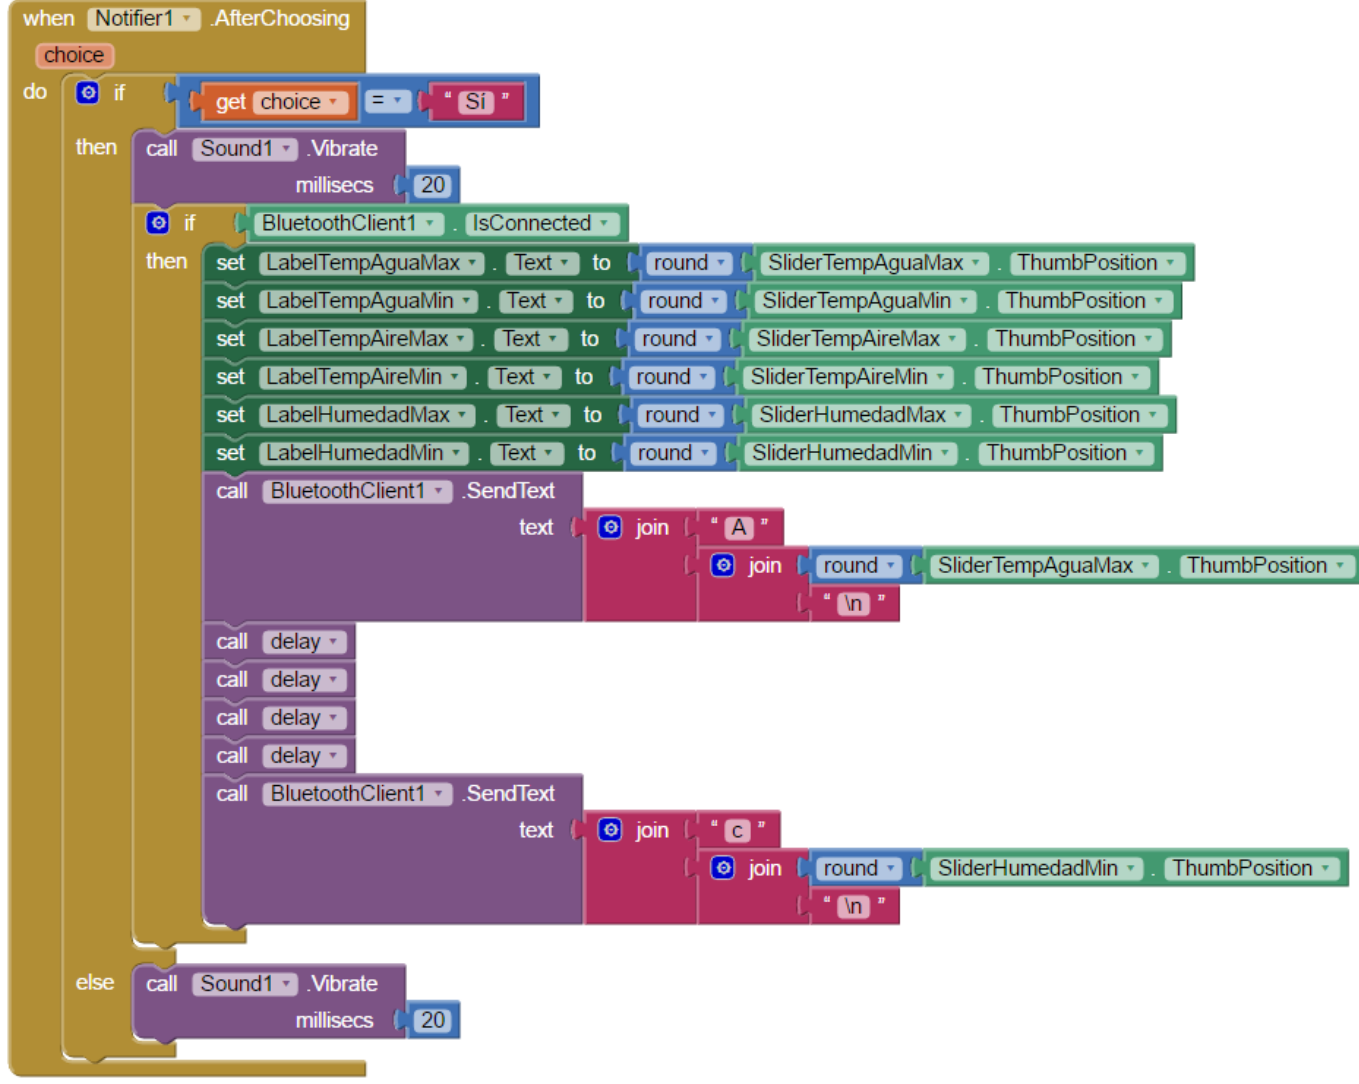 when Notifier1 .AfterChoosing
choice
do if get choice = " Sí "
then call Sound1 .Vibrate
millisecs 20
if BluetoothClient1 . IsConnected
then set LabelTempAguaMax . Text to round SliderTempAguaMax . ThumbPosition
set LabelTempAguaMin . Text to round SliderTempAguaMin . ThumbPosition
set LabelTempAireMax . Text to round SliderTempAireMax . ThumbPosition
set LabelTempAireMin . Text to round SliderTempAireMin . ThumbPosition
set LabelHumedadMax . Text to round SliderHumedadMax . ThumbPosition
set LabelHumedadMin . Text to round SliderHumedadMin . ThumbPosition
call BluetoothClient1 .SendText
text join " A "
join round SliderTempAguaMax . ThumbPosition
" \n "
call delay
call delay
call delay
call delay
call BluetoothClient1 .SendText
text join " c "
join round SliderHumedadMin . ThumbPosition
" \n "
else call Sound1 .Vibrate
millisecs 20